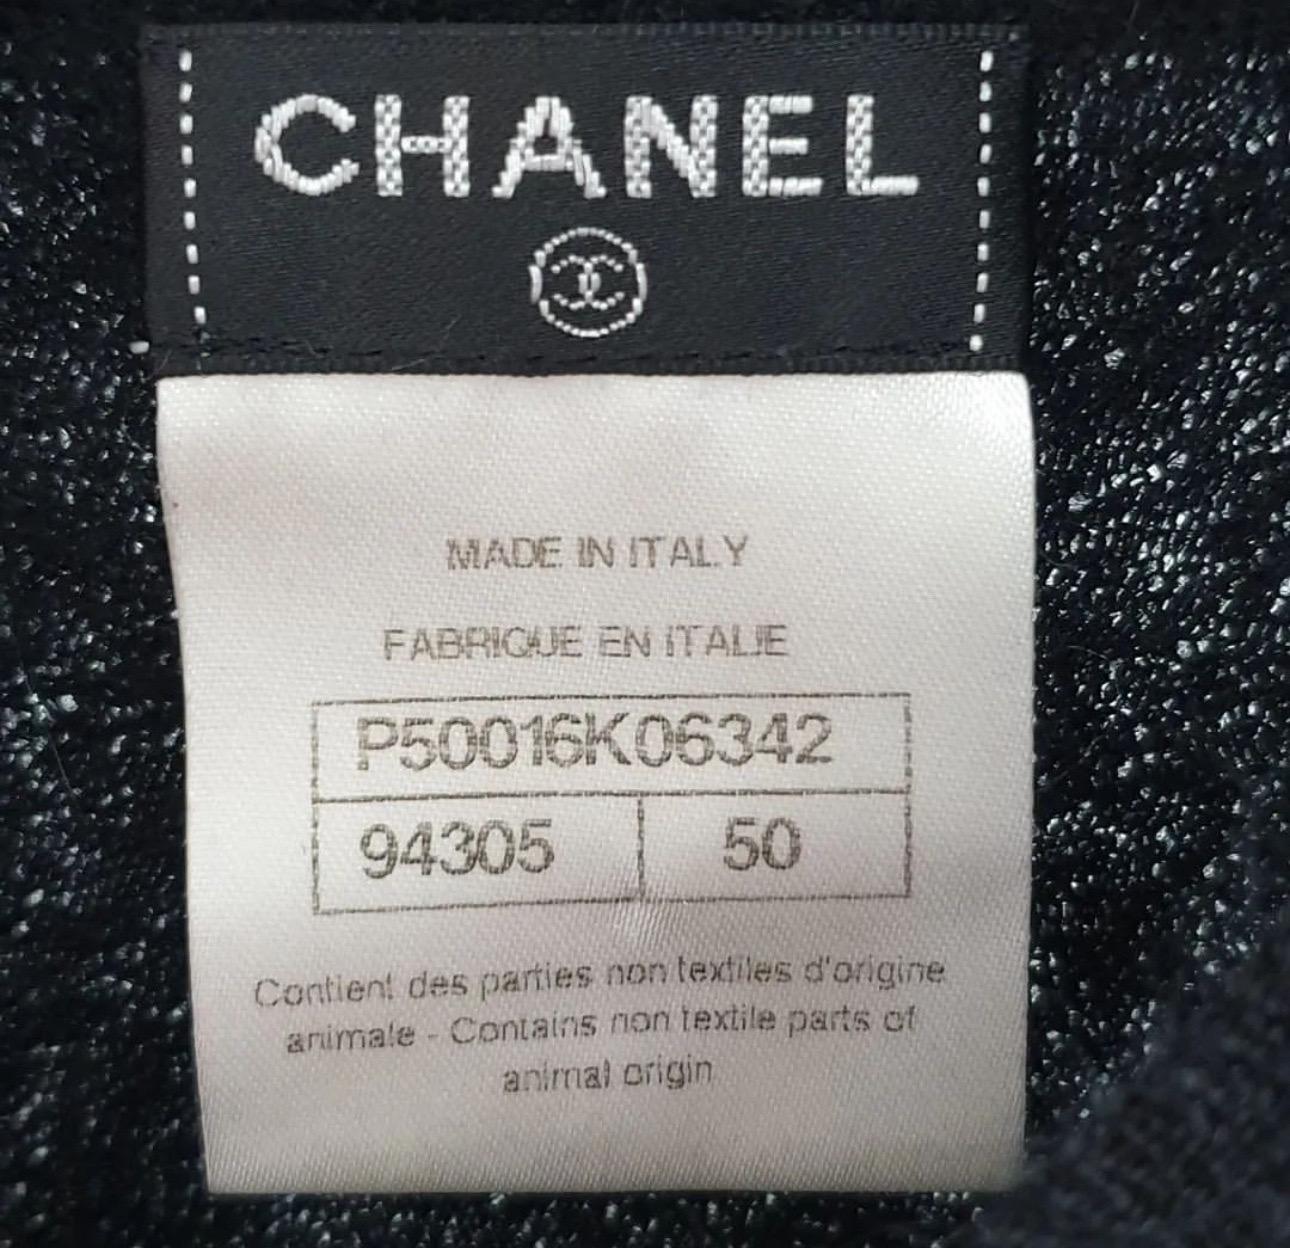 CHANEL
MADE IN ITALY
FABRIQUE EN ITALIE
P50016K06342
94305 50
Contient des parties non textiles d'origine
animale - Contains non textile parts of
animal origin